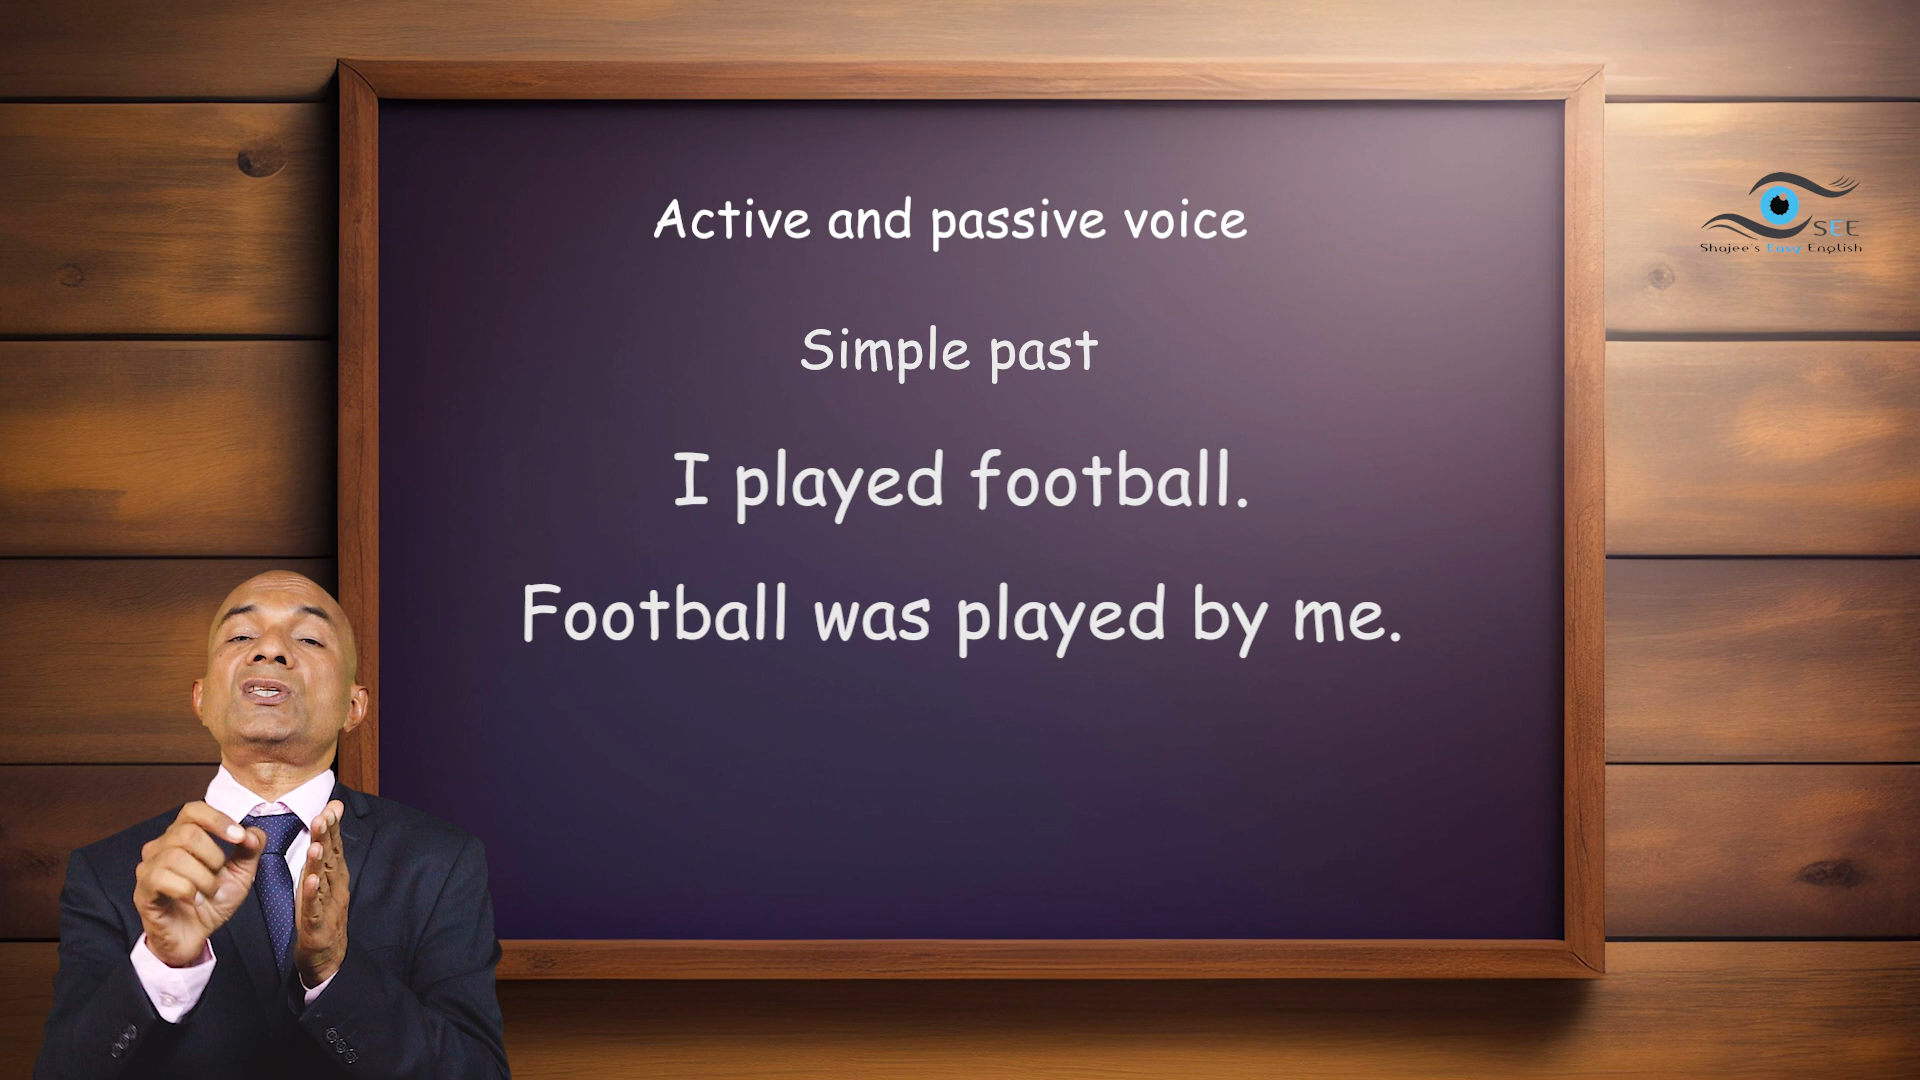 Active and passive voice
Simple past
I played football.
Football was played by me.
SEE
Shajee's Easy English